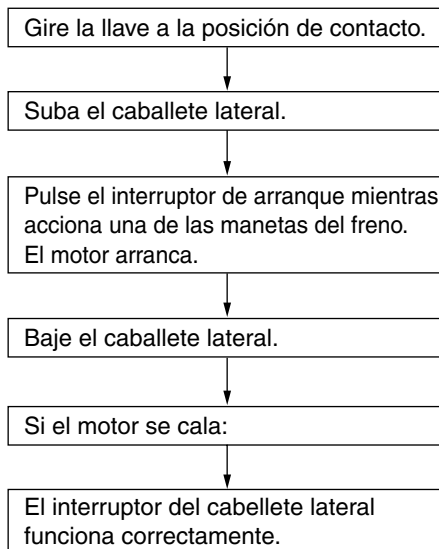 Gire la llave a la posición de contacto.
Suba el caballete lateral.
Pulse el interruptor de arranque mientras
acciona una de las manetas del freno.
El motor arranca.
Baje el caballete lateral.
Si el motor se cala:
El interruptor del cabellete lateral
funciona correctamente.